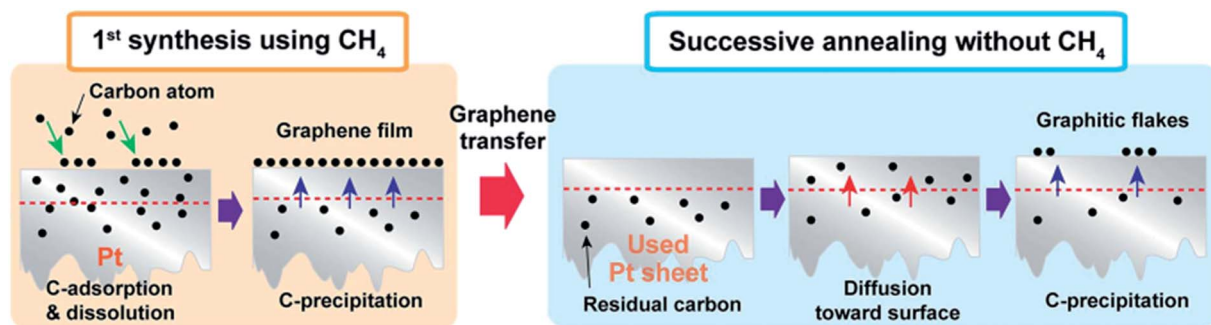 1st synthesis using CH4
Carbon atom
Graphene film
Pt
C-adsorption
& dissolution
C-precipitation
Graphene
transfer
Successive annealing without CH4
Graphitic flakes
Used
Pt sheet
Residual carbon
Diffusion
toward surface
C-precipitation